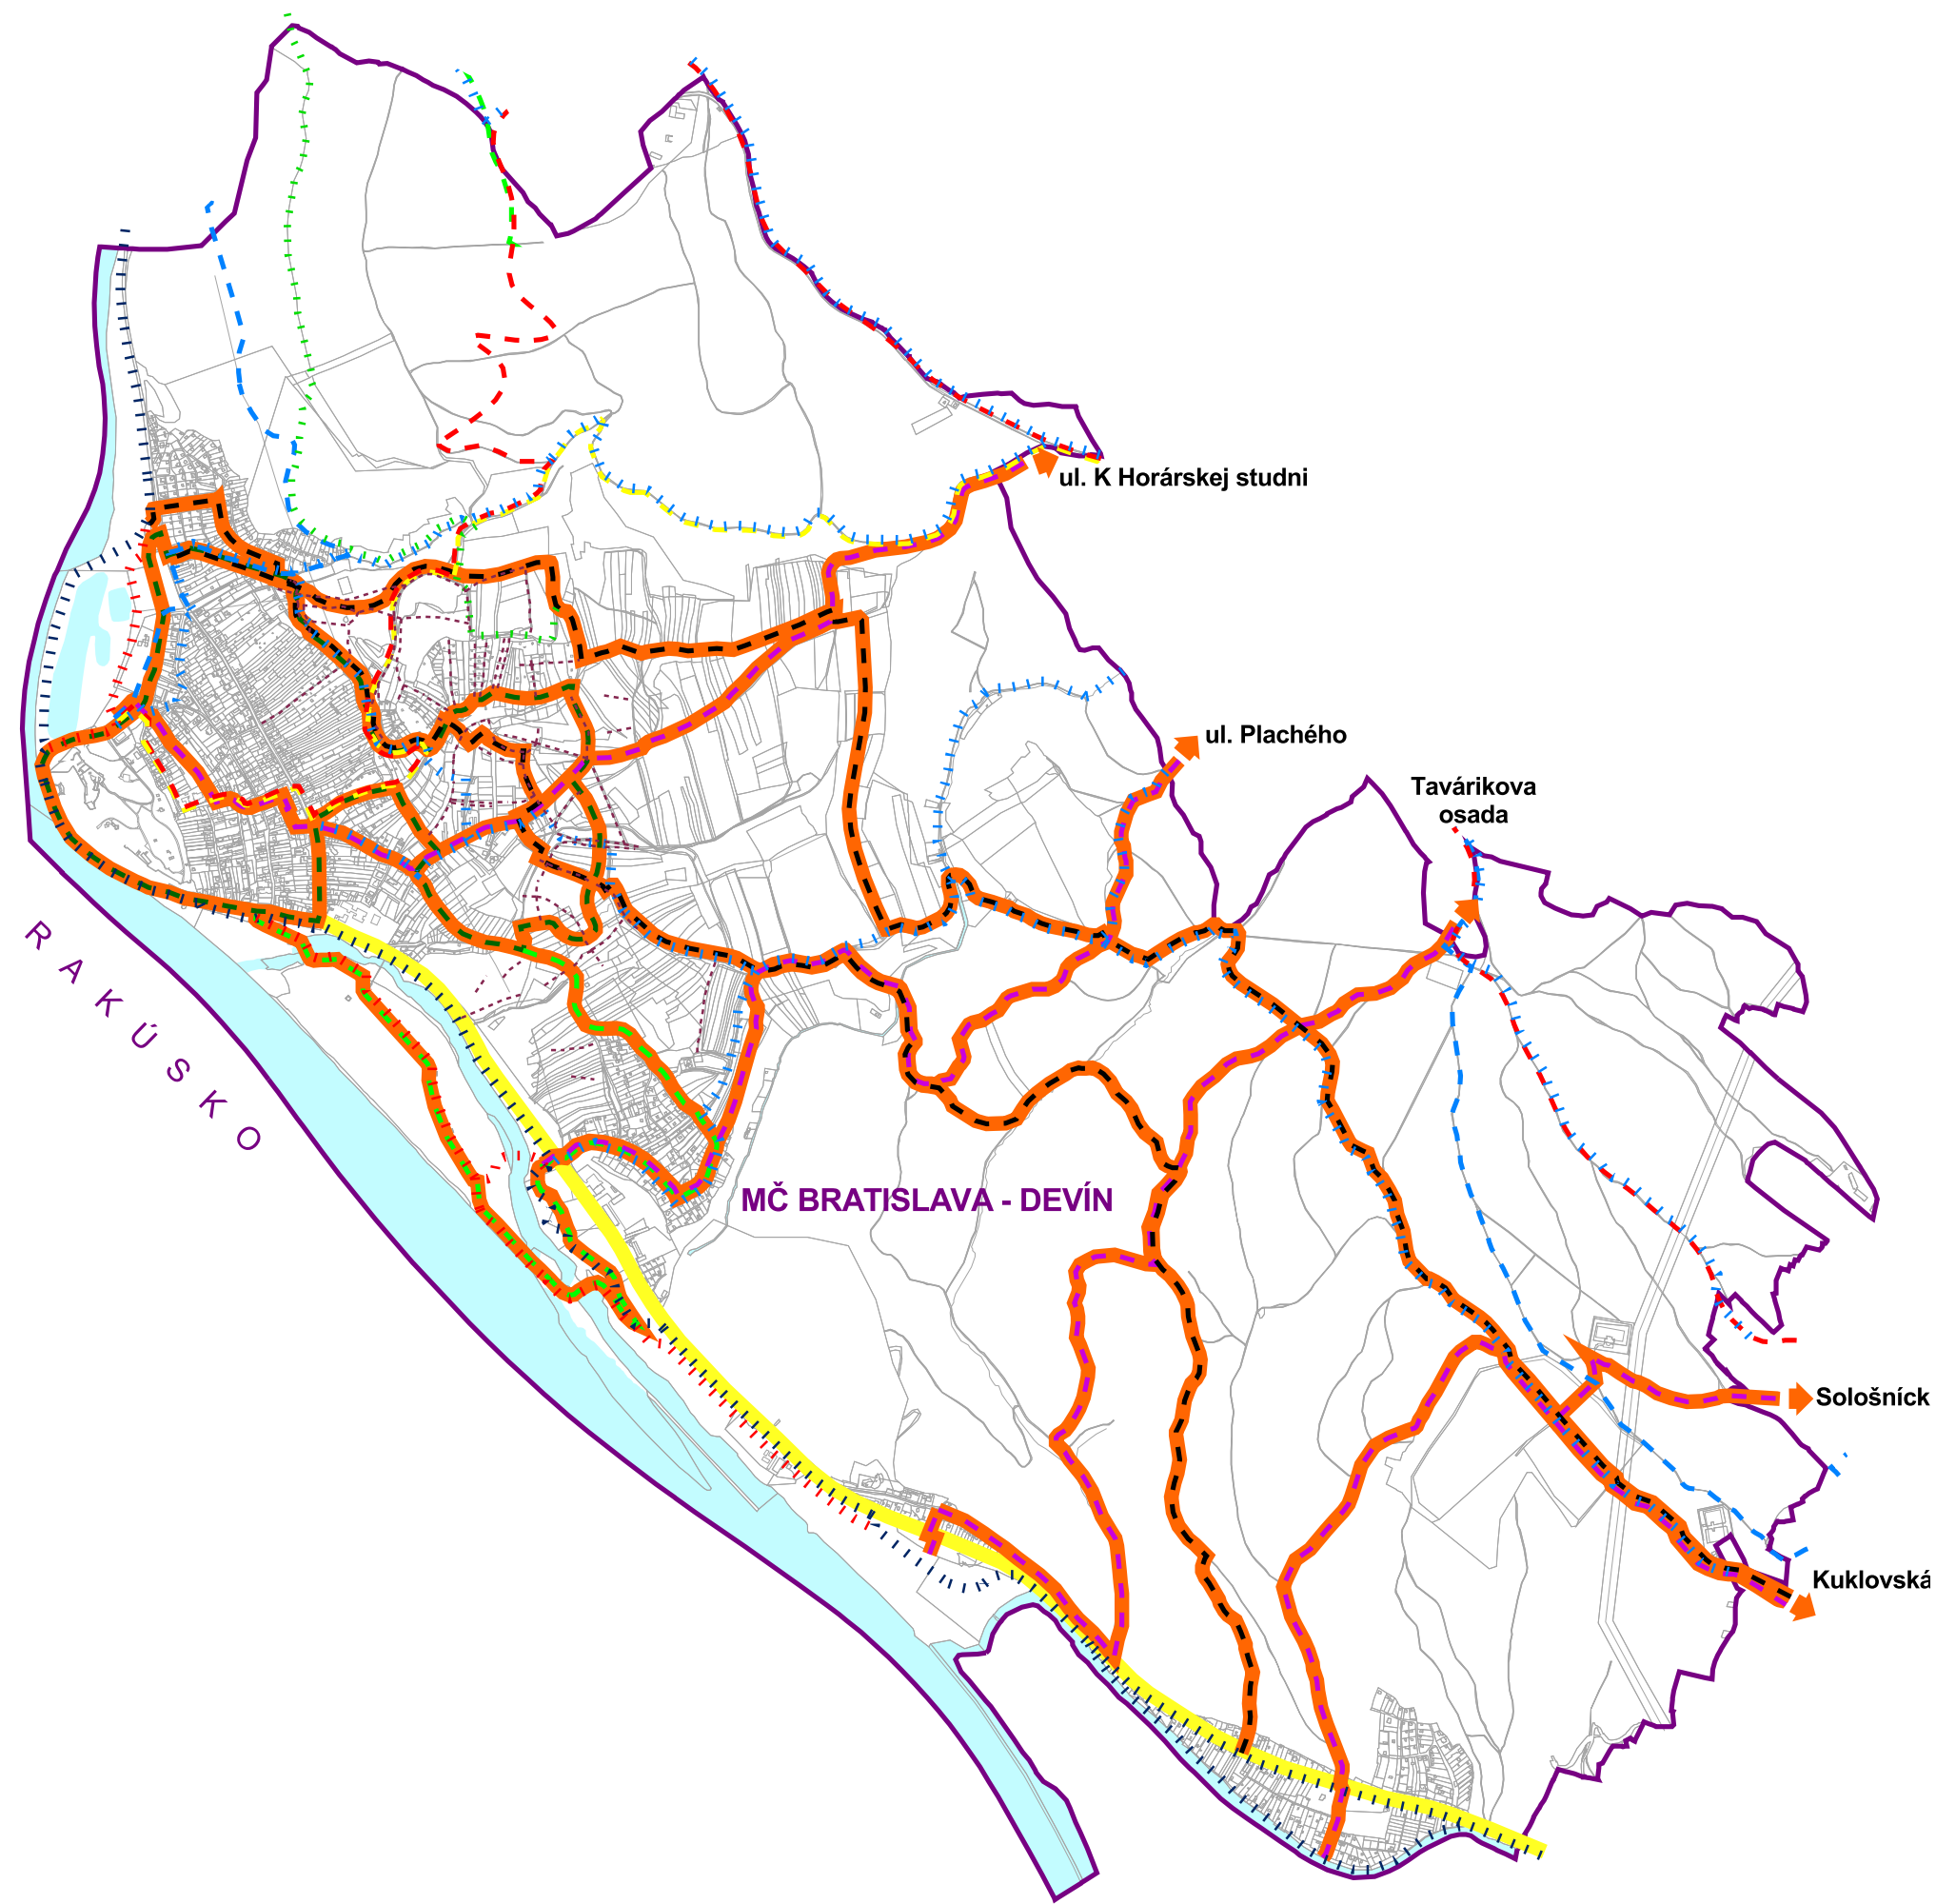 ul. K Horárskej studni
ul. Plachého
Tavárikova
osada
RAKÚSKO
MČ BRATISLAVA - DEVÍN
Sološníck
Kuklovská